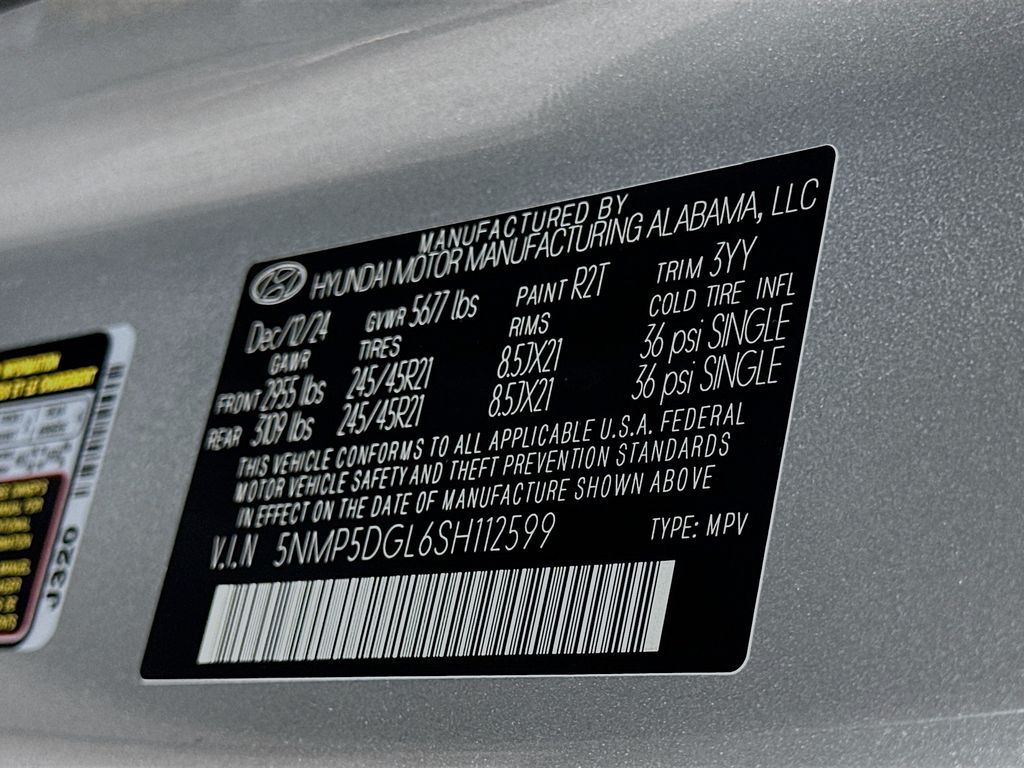 MANUFACTURED BY
HYUNDAI MOTOR MANUFACTURING ALABAMA, LLC
Dec/12/24 GVWR 5677 lbs PAINT R2T TRIM 3YY
GAWR TIRES RIMS COLD TIRE INFL
FRONT 2955 lbs 245/45R21 8.5JX21 36 psi SINGLE
REAR 3109 lbs 245/45R21 8.5JX21 36 psi SINGLE
THIS VEHICLE CONFORMS TO ALL APPLICABLE U.S.A. FEDERAL
MOTOR VEHICLE SAFETY AND THEFT PREVENTION STANDARDS
IN EFFECT ON THE DATE OF MANUFACTURE SHOWN ABOVE
V.I.N 5NMP5DGL6SH112599 TYPE: MPV
J320